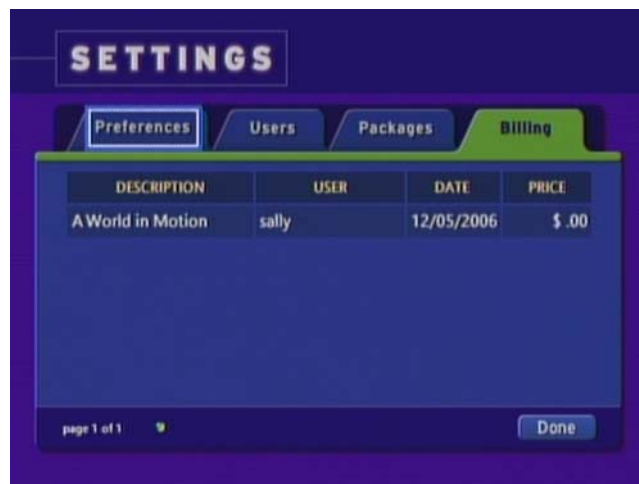 SETTINGS
Preferences Users Packages Billing
DESCRIPTION USER DATE PRICE
A World in Motion sally 12/05/2006 $ .00
page 1 of 1 Done